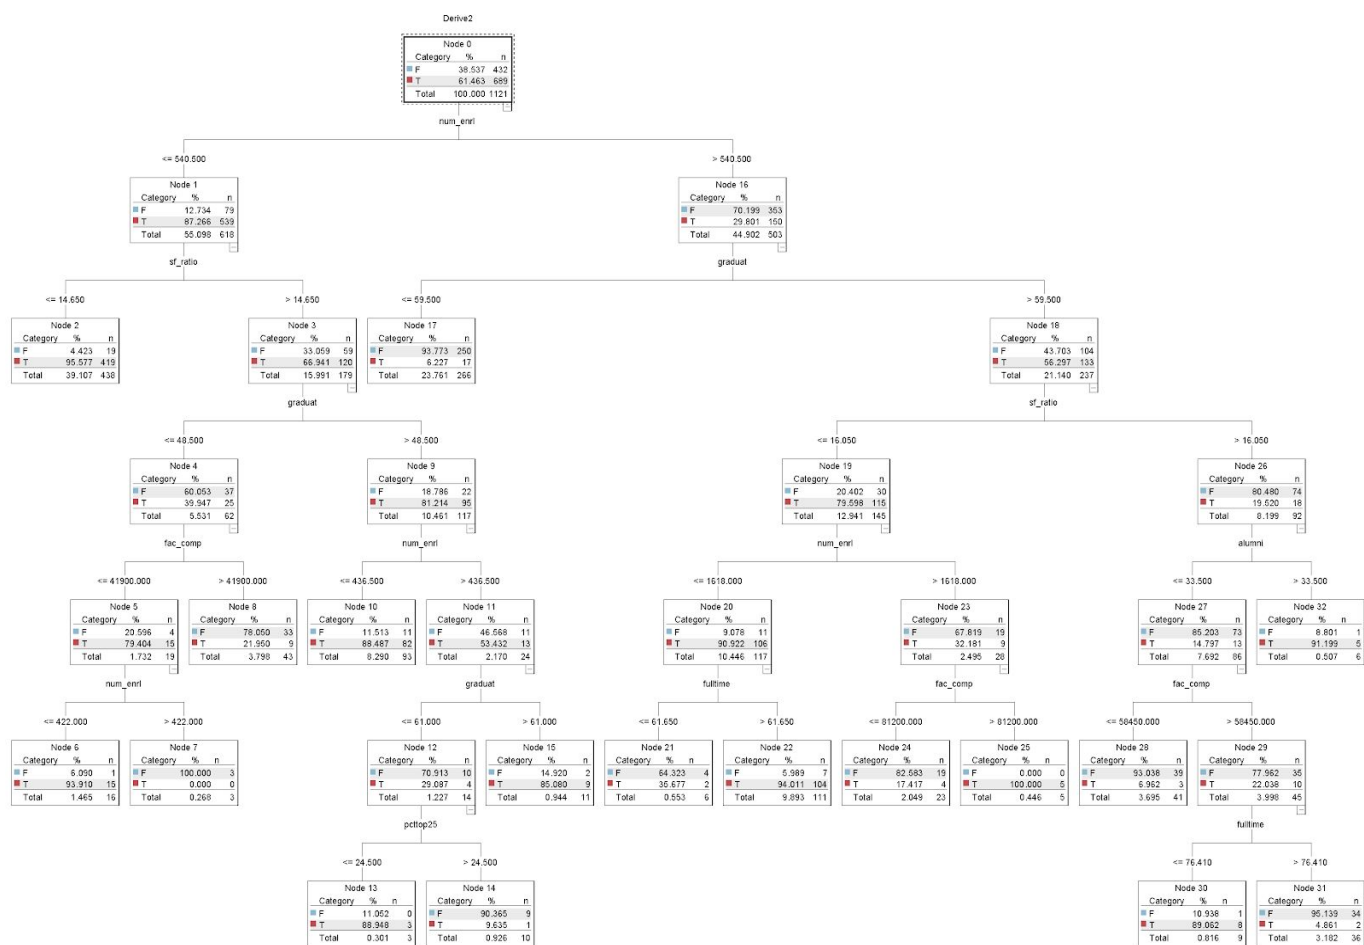 Derive2
Node 0
Category % n
F 38.537 432
T 61.463 689
Total 100.000 1121
num_enrl
<= 540.500
> 540.500
Node 1
Category % n
F 12.734 79
T 87.266 539
Total 55.098 618
sf_ratio
Node 16
Category % n
F 70.199 353
T 29.801 150
Total 44.902 503
graduat
<= 14.650
> 14.650
<= 59.500
> 59.500
Node 2
Category % n
F 4.423 19
T 95.577 419
Total 39.107 438
Node 3
Category % n
F 33.059 59
T 66.941 120
Total 15.991 179
graduat
Node 17
Category % n
F 93.773 250
T 6.227 17
Total 23.761 266
Node 18
Category % n
F 43.703 104
T 56.297 133
Total 21.140 237
sf_ratio
<= 48.500
> 48.500
<= 16.050
> 16.050
Node 4
Category % n
F 60.053 37
T 39.947 25
Total 5.531 62
fac_comp
Node 9
Category % n
F 18.786 22
T 81.214 95
Total 10.461 117
num_enrl
Node 19
Category % n
F 20.402 30
T 79.598 115
Total 12.941 145
num_enrl
Node 26
Category % n
F 80.480 74
T 19.520 18
Total 8.199 92
alumni
<= 41900.000
> 41900.000
<= 436.500
> 436.500
<= 1618.000
> 1618.000
<= 33.500
> 33.500
Node 5
Category % n
F 20.596 4
T 79.404 15
Total 1.732 19
num_enrl
Node 8
Category % n
F 78.050 33
T 21.950 9
Total 3.798 43
Node 10
Category % n
F 11.513 11
T 88.487 82
Total 8.290 93
Node 11
Category % n
F 46.568 11
T 53.432 13
Total 2.170 24
graduat
Node 20
Category % n
F 9.078 11
T 90.922 106
Total 10.446 117
fulltime
Node 23
Category % n
F 67.819 19
T 32.181 9
Total 2.495 28
fac_comp
Node 27
Category % n
F 85.203 73
T 14.797 13
Total 7.692 86
fac_comp
Node 32
Category % n
F 8.801 1
T 91.199 5
Total 0.507 6
<= 422.000
> 422.000
<= 61.000
> 61.000
<= 61.650
> 61.650
<= 81200.000
> 81200.000
<= 58450.000
> 58450.000
Node 6
Category % n
F 6.090 1
T 93.910 15
Total 1.465 16
Node 7
Category % n
F 100.000 3
T 0.000 0
Total 0.268 3
Node 12
Category % n
F 70.913 10
T 29.087 4
Total 1.227 14
pcttop25
Node 15
Category % n
F 14.920 2
T 85.080 9
Total 0.944 11
Node 21
Category % n
F 64.323 4
T 35.677 2
Total 0.553 6
Node 22
Category % n
F 5.989 7
T 94.011 104
Total 9.893 111
Node 24
Category % n
F 82.583 19
T 17.417 4
Total 2.049 23
Node 25
Category % n
F 0.000 0
T 100.000 5
Total 0.446 5
Node 28
Category % n
F 93.038 39
T 6.962 3
Total 3.695 41
Node 29
Category % n
F 77.962 35
T 22.038 10
Total 3.998 45
fulltime
<= 24.500
> 24.500
<= 76.410
> 76.410
Node 13
Category % n
F 11.052 0
T 88.948 3
Total 0.301 3
Node 14
Category % n
F 90.365 9
T 9.635 1
Total 0.926 10
Node 30
Category % n
F 10.938 1
T 89.062 8
Total 0.816 9
Node 31
Category % n
F 95.139 34
T 4.861 2
Total 3.182 36